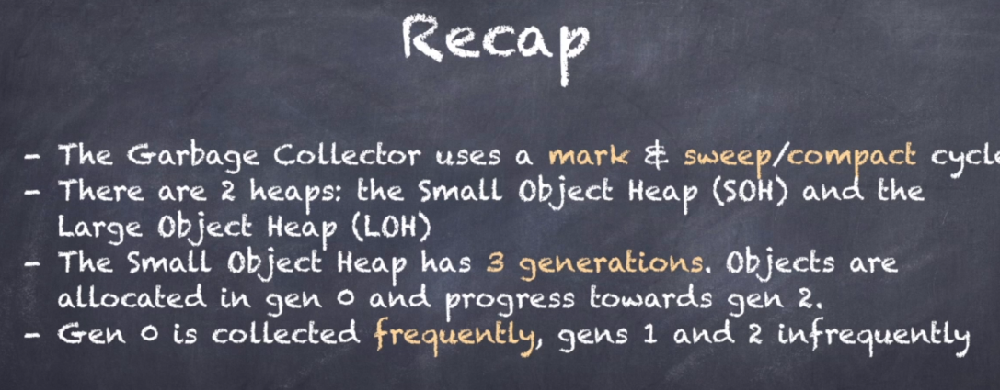 Recap
- The Garbage Collector uses a mark & sweep/compact cycle
- There are 2 heaps: the Small Object Heap (SOH) and the
Large Object Heap (LOH)
- The Small Object Heap has 3 generations. Objects are
allocated in gen 0 and progress towards gen 2.
- Gen 0 is collected frequently, gens 1 and 2 infrequently